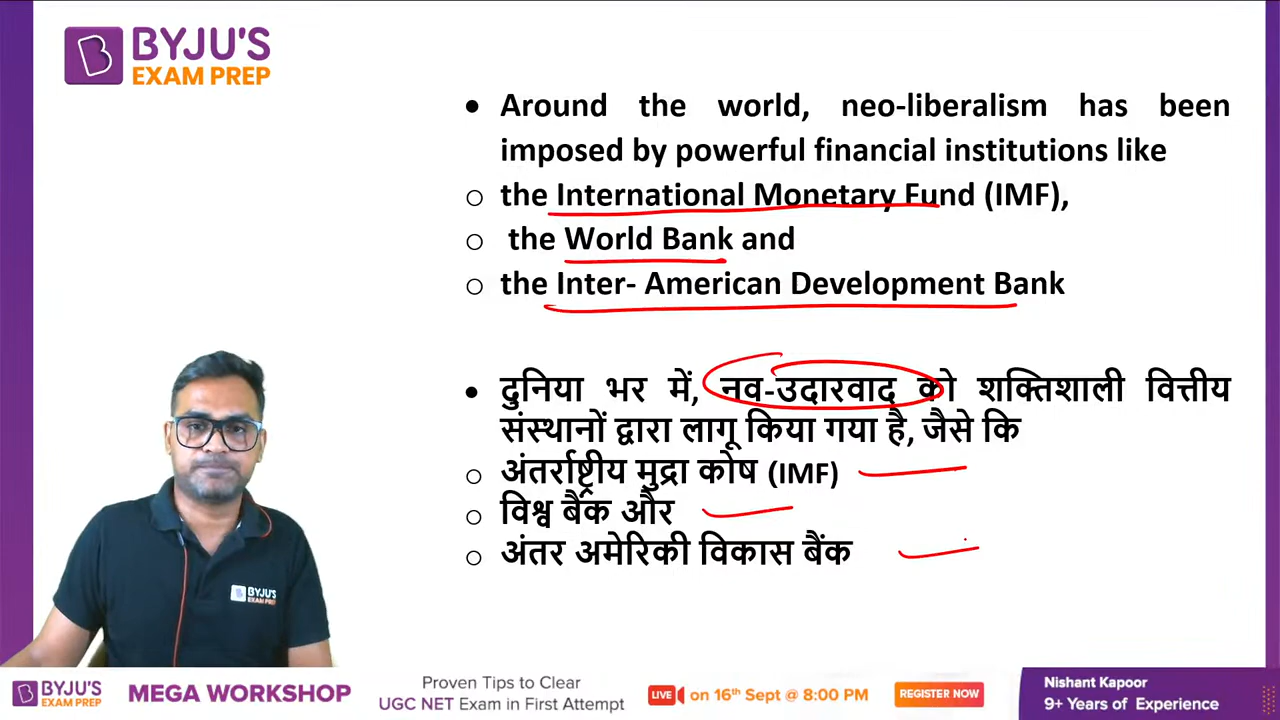 BYJU'S
EXAM PREP
• Around the world, neo-liberalism has been
imposed by powerful financial institutions like
o the International Monetary Fund (IMF),
o the World Bank and
o the Inter- American Development Bank
• दुनिया भर में, नव-उदारवाद को शक्तिशाली वित्तीय
संस्थानों द्वारा लागू किया गया है, जैसे कि
o अंतर्राष्ट्रीय मुद्रा कोष (IMF)
o विश्व बैंक और
o अंतर अमेरिकी विकास बैंक
BYJU'S
EXAM PREP
BYJU'S
EXAM PREP
MEGA WORKSHOP
Proven Tips to Clear
UGC NET Exam in First Attempt
LIVE on 16th Sept @ 8:00 PM
REGISTER NOW
Nishant Kapoor
9+ Years of Experience